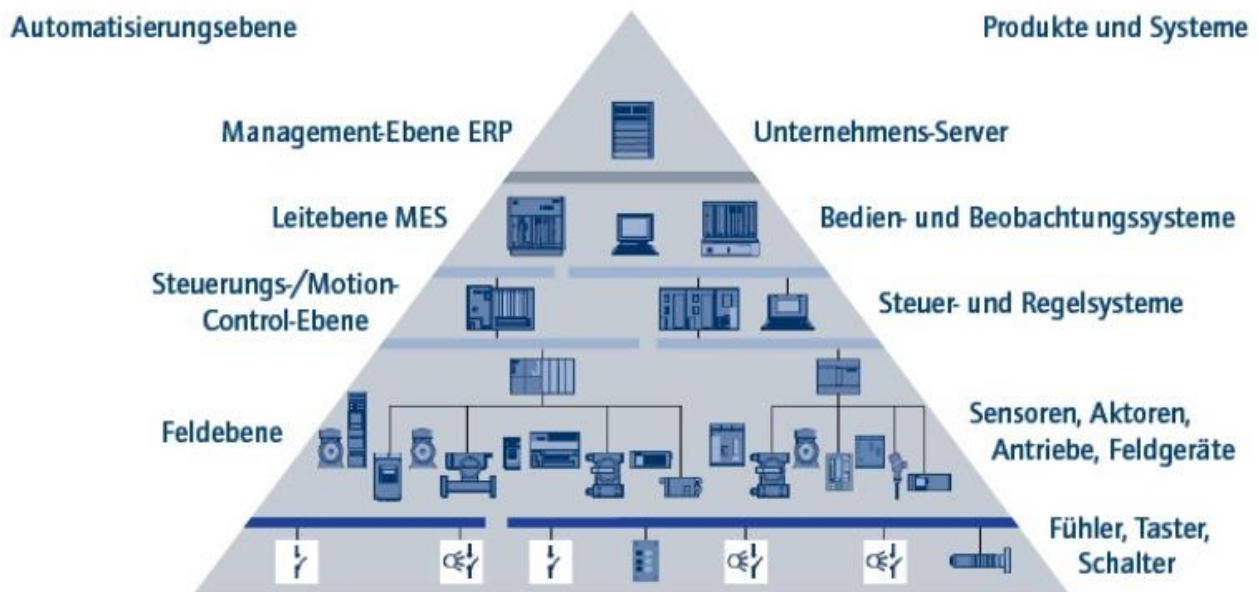 Automatisierungsebene
Produkte und Systeme
Management-Ebene ERP
Unternehmens-Server
Leitebene MES
Bedien- und Beobachtungssysteme
Steuerungs-/Motion-
Control-Ebene
Steuer- und Regelsysteme
Feldebene
Sensoren, Aktoren,
Antriebe, Feldgeräte
Fühler, Taster,
Schalter